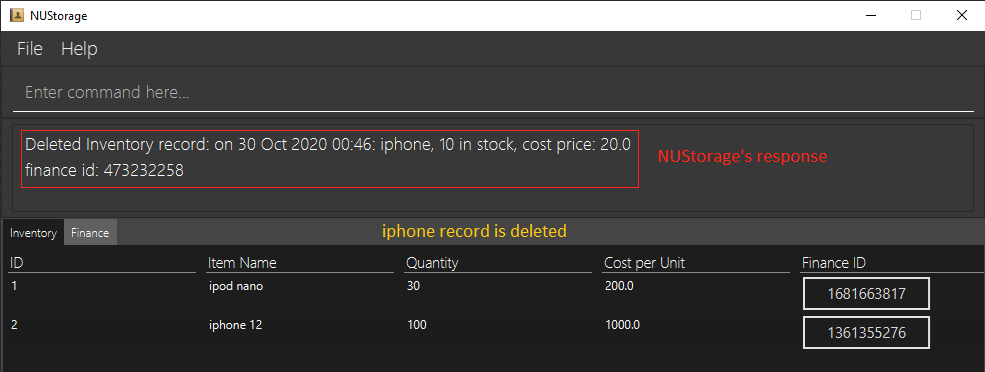 NUStorage
File Help
Enter command here...
Deleted Inventory record: on 30 Oct 2020 00:46: iphone, 10 in stock, cost price: 20.0
finance id: 473232258
NUStorage's response
Inventory Finance
iphone record is deleted
ID Item Name Quantity Cost per Unit Finance ID
1 ipod nano 30 200.0 1681663817
2 iphone 12 100 1000.0 1361355276